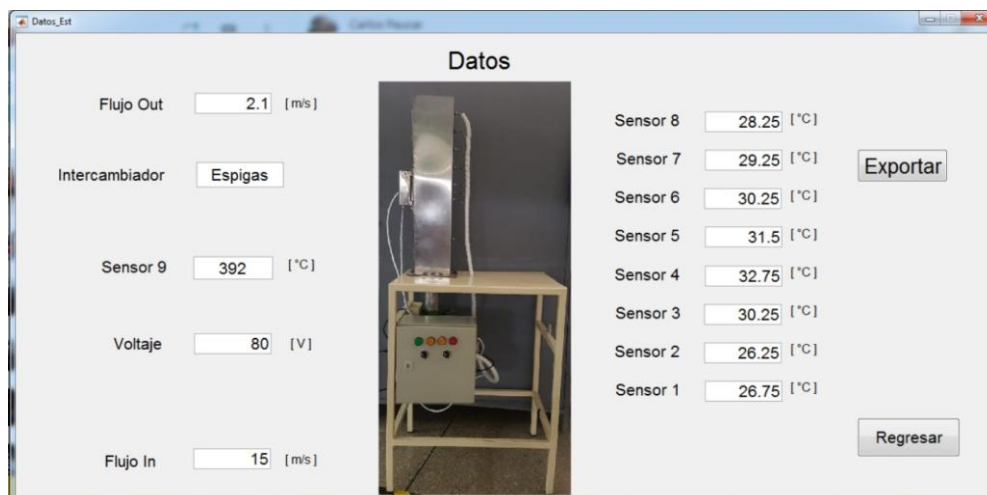 Datos_Est
Carlos Paucar
Datos
Flujo Out 2.1 [m/s]
Intercambiador Espigas
Sensor 9 392 [°C]
Voltaje 80 [V]
Flujo In 15 [m/s]
Sensor 8 28.25 [°C]
Sensor 7 29.25 [°C]
Sensor 6 30.25 [°C]
Sensor 5 31.5 [°C]
Sensor 4 32.75 [°C]
Sensor 3 30.25 [°C]
Sensor 2 26.25 [°C]
Sensor 1 26.75 [°C]
Exportar
Regresar